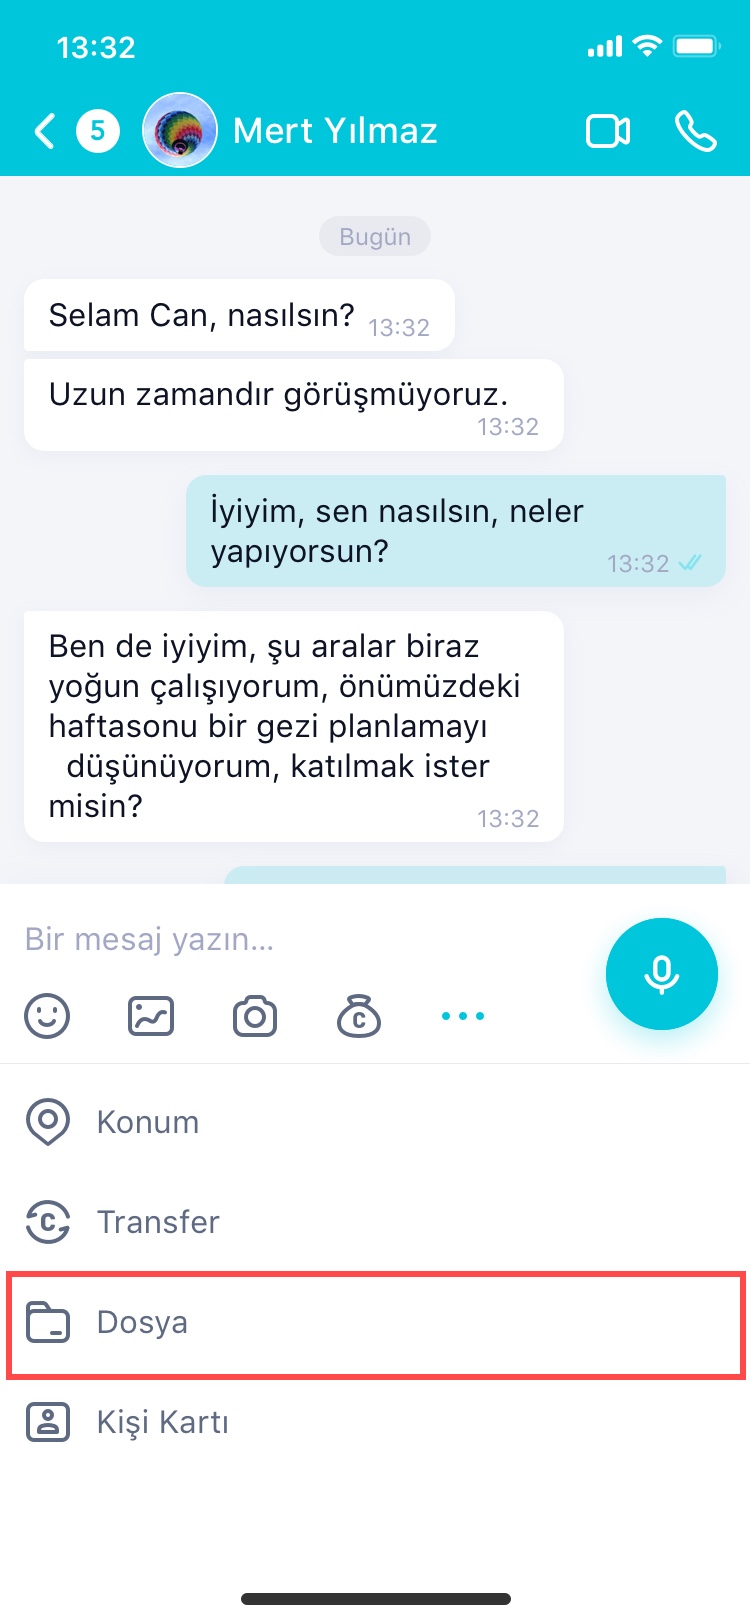 13:32
5
Mert Yılmaz
Bugün
Selam Can, nasılsın?
13:32
Uzun zamandır görüşmüyoruz.
13:32
İyiyim, sen nasılsın, neler
yapıyorsun?
13:32
Ben de iyiyim, şu aralar biraz
yoğun çalışıyorum, önümüzdeki
haftasonu bir gezi planlamayı
düşünüyorum, katılmak ister
misin?
13:32
Bir mesaj yazın...
C
Konum
C
Transfer
Dosya
Kişi Kartı